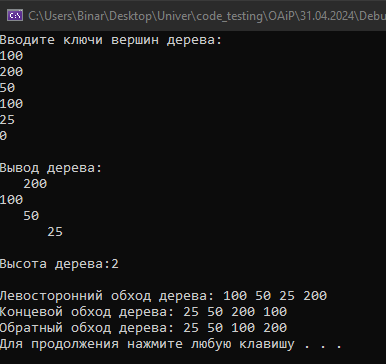 C:\Users\Binar\Desktop\Univer\code_testing\OAiP\31.04.2024\Debu
Вводите ключи вершин дерева:
100
200
50
100
25
0
Вывод дерева:
200
100
50
25
Высота дерева:2
Левосторонний обход дерева: 100 50 25 200
Концевой обход дерева: 25 50 200 100
Обратный обход дерева: 25 50 100 200
Для продолжения нажмите любую клавишу . . .